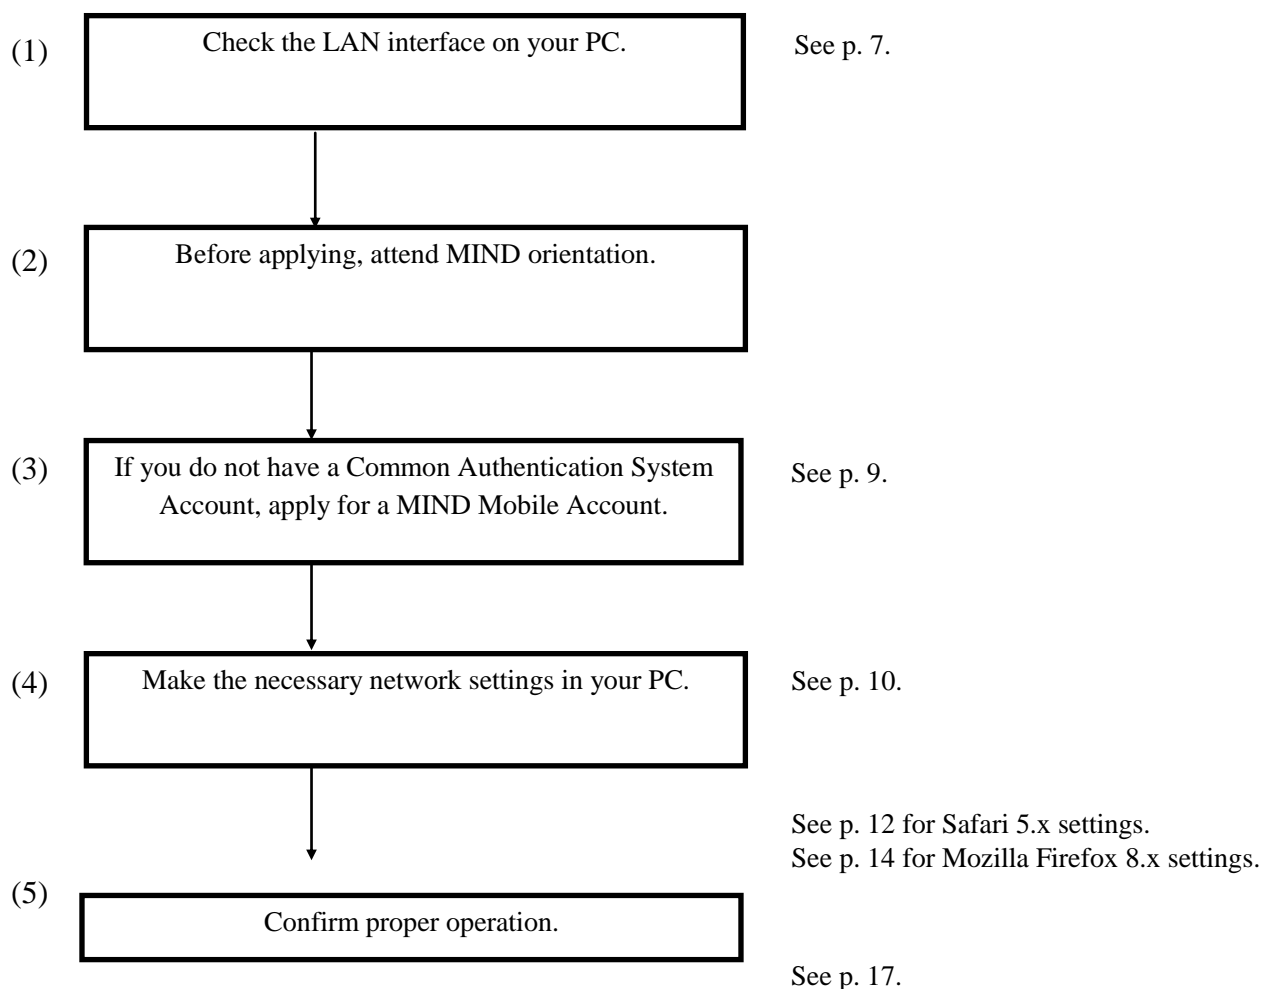 (1)
Check the LAN interface on your PC.
See p. 7.
(2)
Before applying, attend MIND orientation.
(3)
If you do not have a Common Authentication System
Account, apply for a MIND Mobile Account.
See p. 9.
(4)
Make the necessary network settings in your PC.
See p. 10.
See p. 12 for Safari 5.x settings.
See p. 14 for Mozilla Firefox 8.x settings.
(5)
Confirm proper operation.
See p. 17.